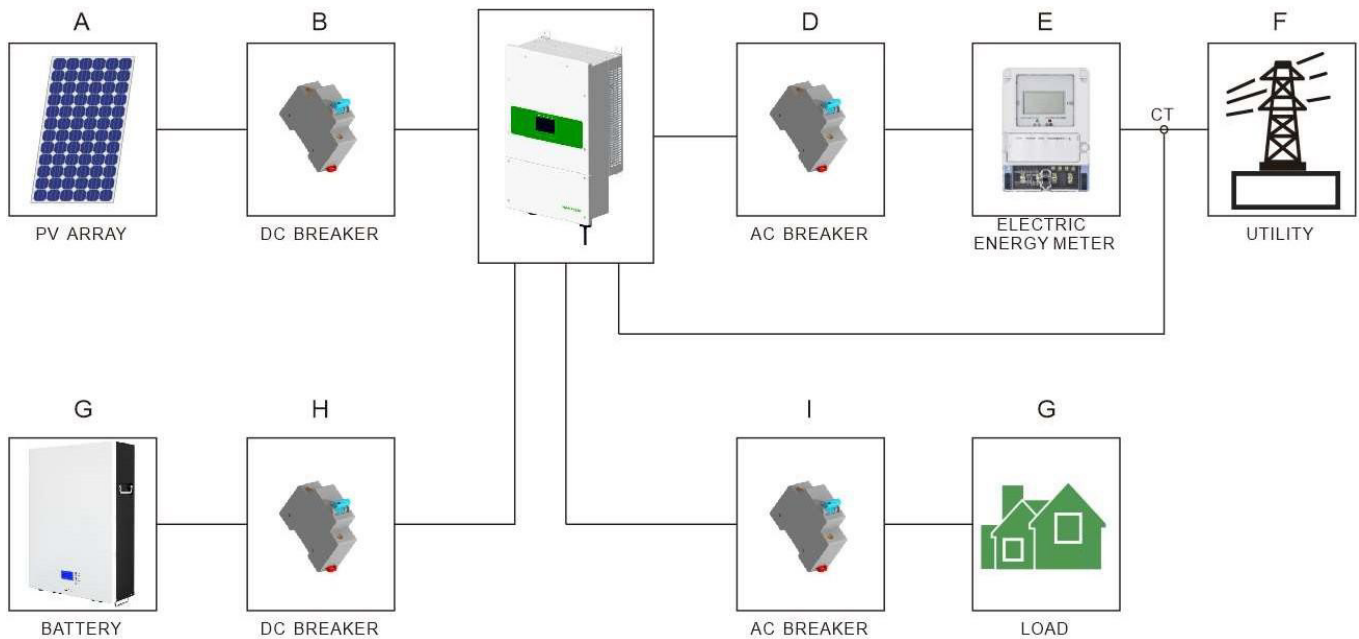 A
B
D
E
F
CT
PV ARRAY
DC BREAKER
AC BREAKER
ELECTRIC
ENERGY METER
UTILITY
G
H
I
G
BATTERY
DC BREAKER
AC BREAKER
LOAD